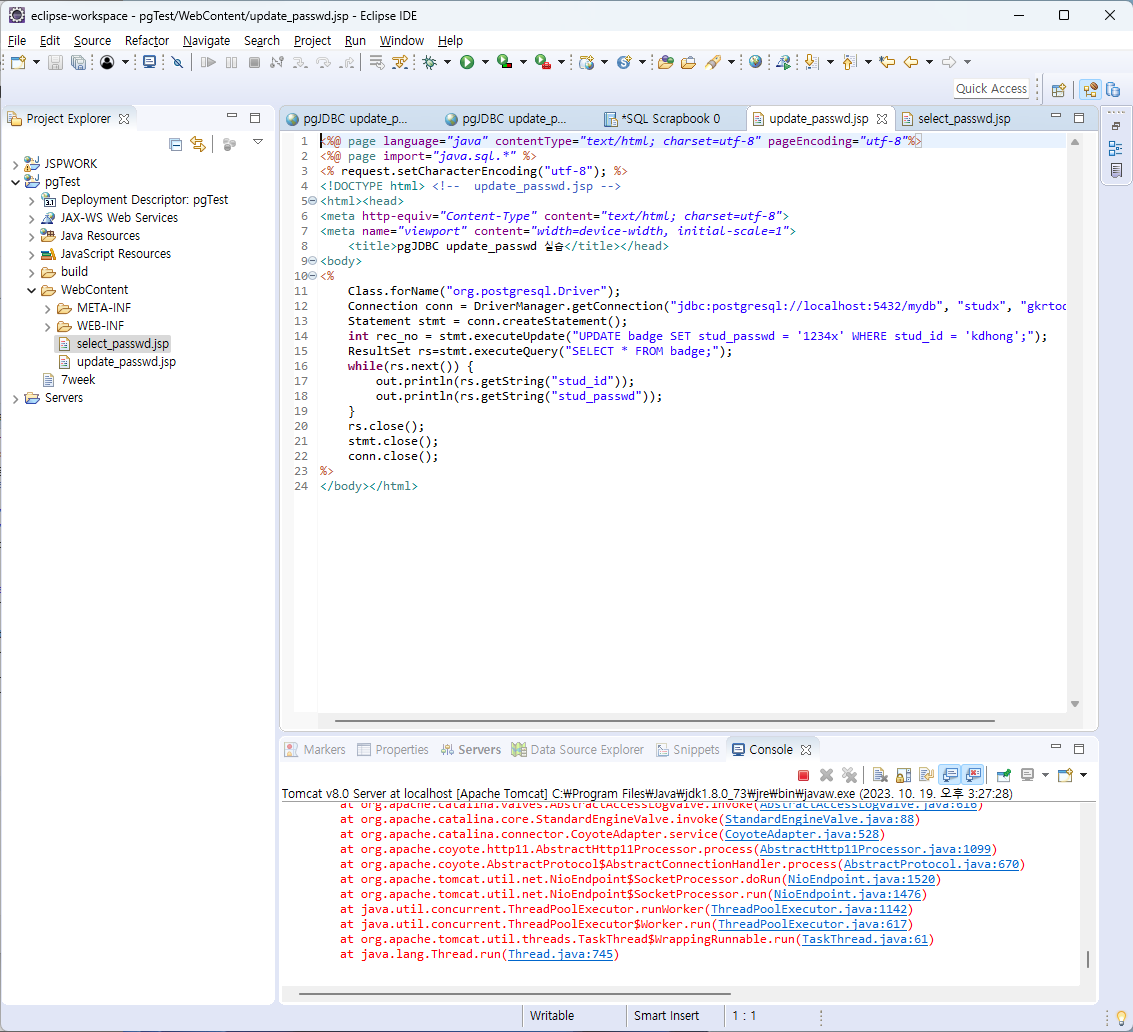 eclipse-workspace - pgTest/WebContent/update_passwd.jsp - Eclipse IDE
File Edit Source Refactor Navigate Search Project Run Window Help
Quick Access
Project Explorer
JSPWORK
pgTest
Deployment Descriptor: pgTest
JAX-WS Web Services
Java Resources
JavaScript Resources
build
WebContent
META-INF
WEB-INF
select_passwd.jsp
update_passwd.jsp
7week
Servers
pgJDBC update_p... pgJDBC update_p... *SQL Scrapbook 0 update_passwd.jsp select_passwd.jsp
1 <%@ page language="java" contentType="text/html; charset=utf-8" pageEncoding="utf-8"%>
2 <%@ page import="java.sql.*" %>
3 <% request.setCharacterEncoding("utf-8"); %>
4 <!DOCTYPE html> <!--  update_passwd.jsp -->
5 <html><head>
6 <meta http-equiv="Content-Type" content="text/html; charset=utf-8">
7 <meta name="viewport" content="width=device-width, initial-scale=1">
8     <title>pgJDBC update_passwd 실습</title></head>
9 <body>
10 <%
11     Class.forName("org.postgresql.Driver");
12     Connection conn = DriverManager.getConnection("jdbc:postgresql://localhost:5432/mydb", "studx", "gkrtod
13     Statement stmt = conn.createStatement();
14     int rec_no = stmt.executeUpdate("UPDATE badge SET stud_passwd = '1234x' WHERE stud_id = 'kdhong';");
15     ResultSet rs=stmt.executeQuery("SELECT * FROM badge;");
16     while(rs.next()) {
17         out.println(rs.getString("stud_id"));
18         out.println(rs.getString("stud_passwd"));
19     }
20     rs.close();
21     stmt.close();
22     conn.close();
23 %>
24 </body></html>
Markers Properties Servers Data Source Explorer Snippets Console
Tomcat v8.0 Server at localhost [Apache Tomcat] C:₩Program Files₩Java₩jdk1.8.0_73₩jre₩bin₩javaw.exe (2023. 10. 19. 오후 3:27:28)
at org.apache.catalina.valves.AbstractAccessLogValve.invoke(AbstractAccessLogValve.java:616)
at org.apache.catalina.core.StandardEngineValve.invoke(StandardEngineValve.java:88)
at org.apache.catalina.connector.CoyoteAdapter.service(CoyoteAdapter.java:528)
at org.apache.coyote.http11.AbstractHttp11Processor.process(AbstractHttp11Processor.java:1099)
at org.apache.coyote.AbstractProtocol$AbstractConnectionHandler.process(AbstractProtocol.java:670)
at org.apache.tomcat.util.net.NioEndpoint$SocketProcessor.doRun(NioEndpoint.java:1520)
at org.apache.tomcat.util.net.NioEndpoint$SocketProcessor.run(NioEndpoint.java:1476)
at java.util.concurrent.ThreadPoolExecutor.runWorker(ThreadPoolExecutor.java:1142)
at java.util.concurrent.ThreadPoolExecutor$Worker.run(ThreadPoolExecutor.java:617)
at org.apache.tomcat.util.threads.TaskThread$WrappingRunnable.run(TaskThread.java:61)
at java.lang.Thread.run(Thread.java:745)
Writable Smart Insert 1 : 1